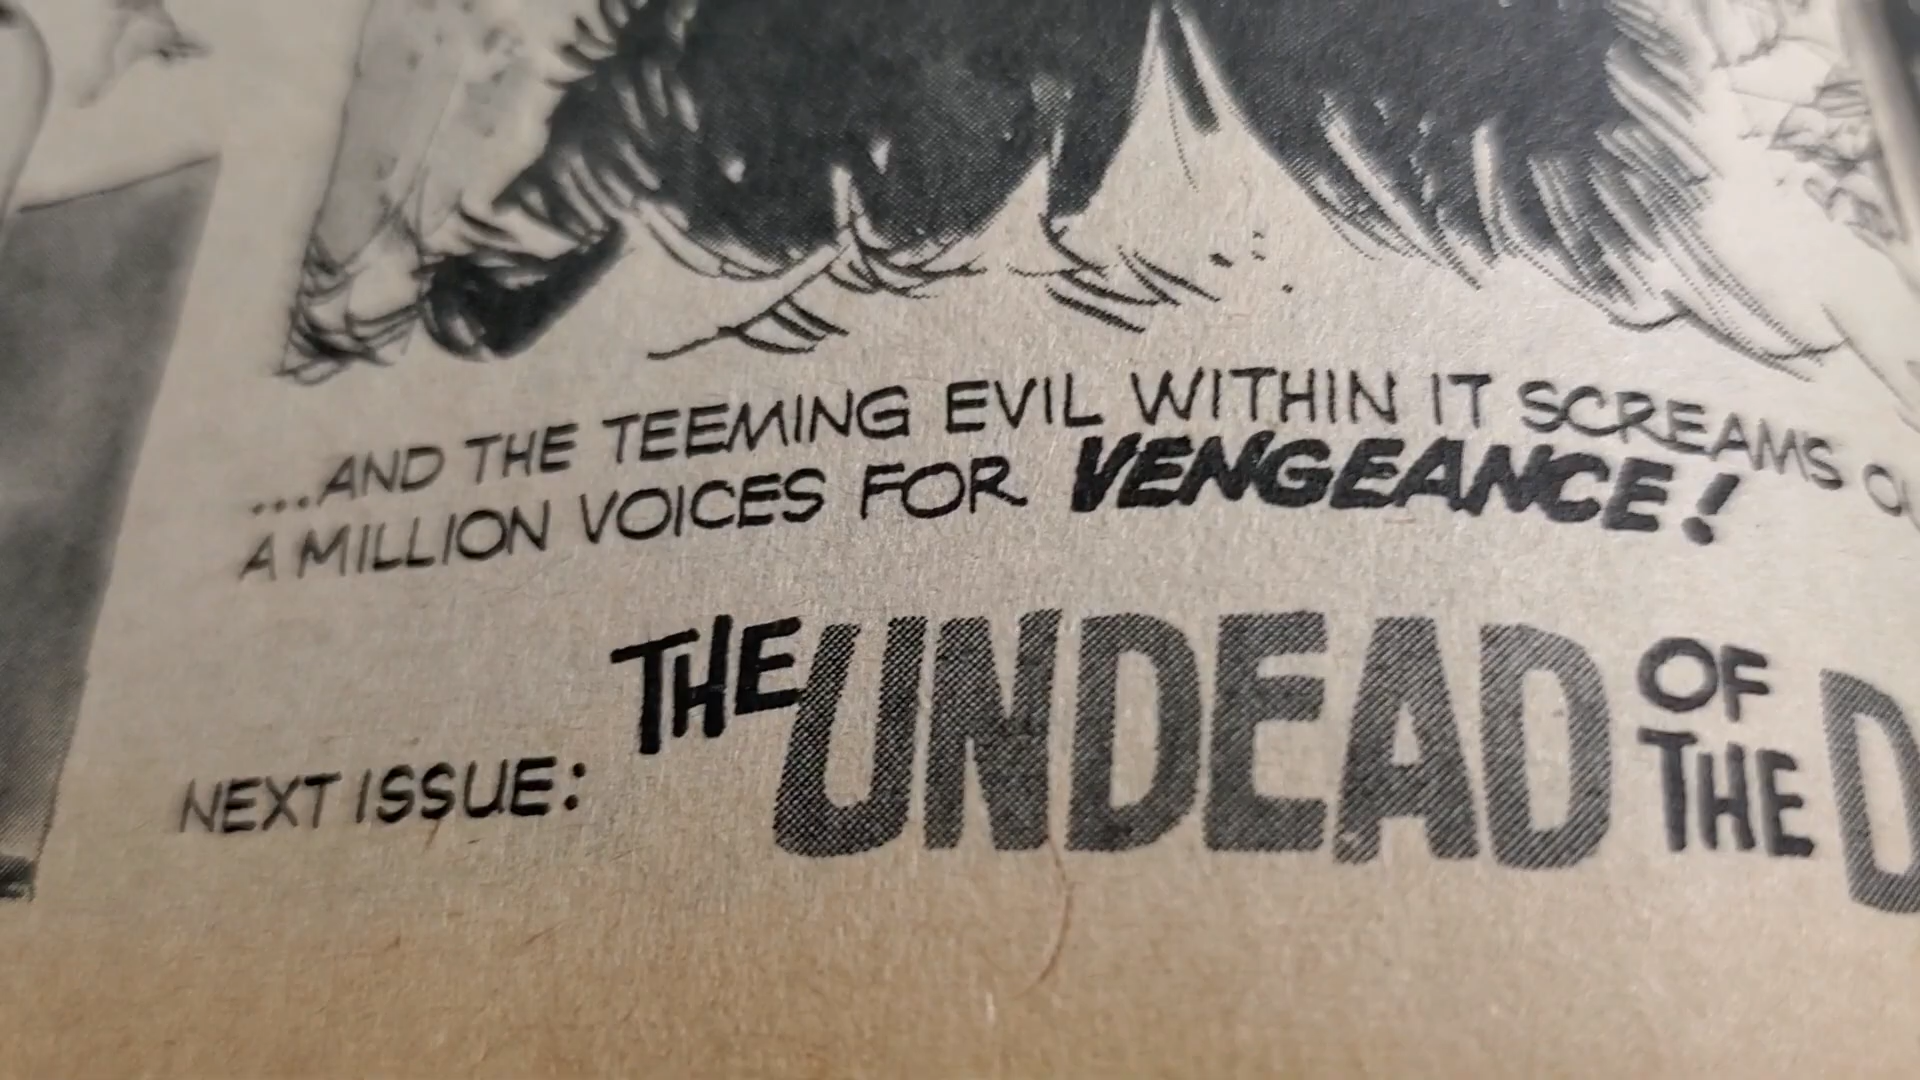 ...AND THE TEEMING EVIL WITHIN IT SCREAMS
A MILLION VOICES FOR VENGEANCE!
NEXT ISSUE: THE UNDEAD OF THE